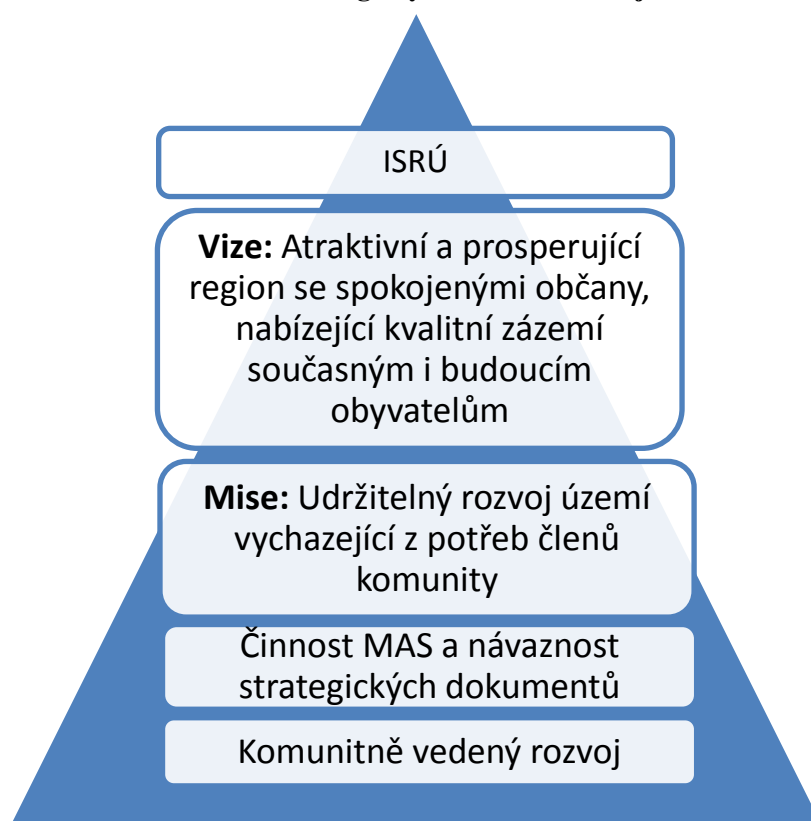 ISRÚ
Vize: Atraktivní a prosperující
region se spokojenými občany,
nabízející kvalitní zázemí
současným i budoucím
obyvatelům
Mise: Udržitelný rozvoj území
vychazející z potřeb členů
komunity
Činnost MAS a návaznost
strategických dokumentů
Komunitně vedený rozvoj